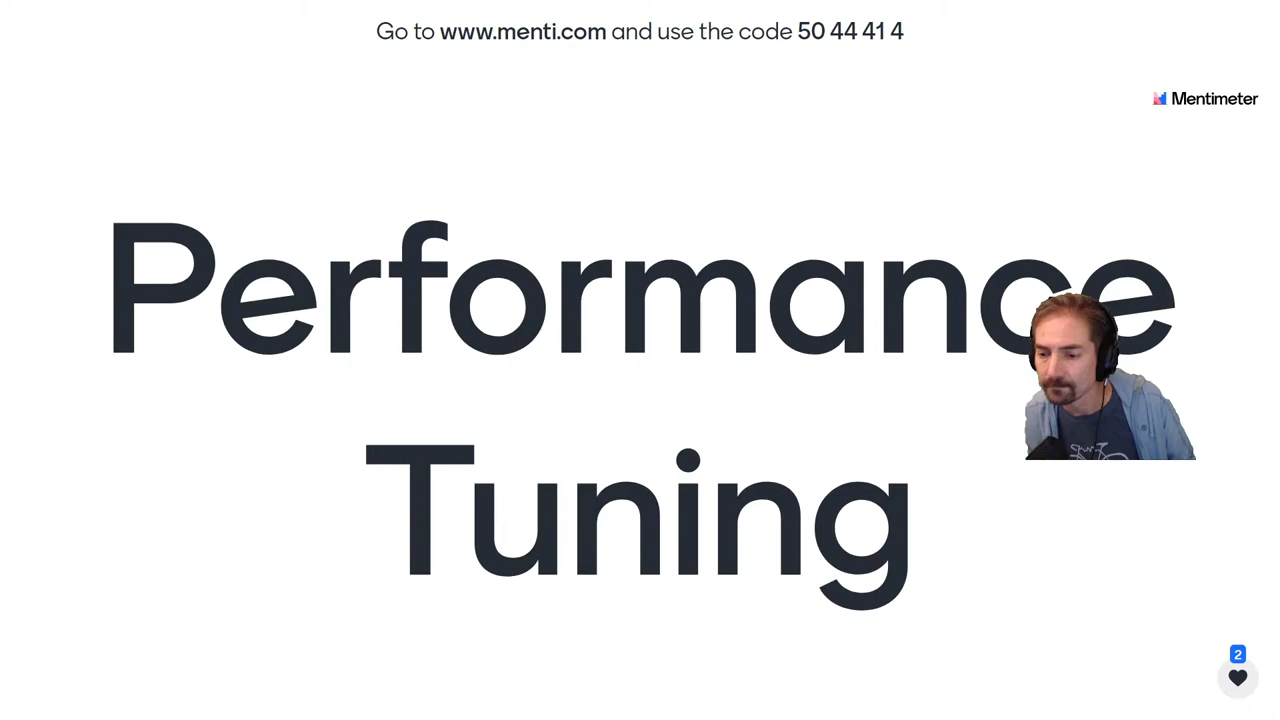 Go to www.menti.com and use the code 50 44 41 4
Mentimeter
Performance
Tuning
2